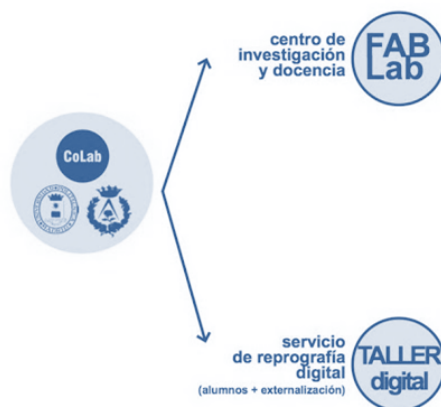 centro de
investigación
y docencia
FAB
Lab
CoLab
servicio
de reprografía
digital
(alumnos + externalización)
TALLER
digital